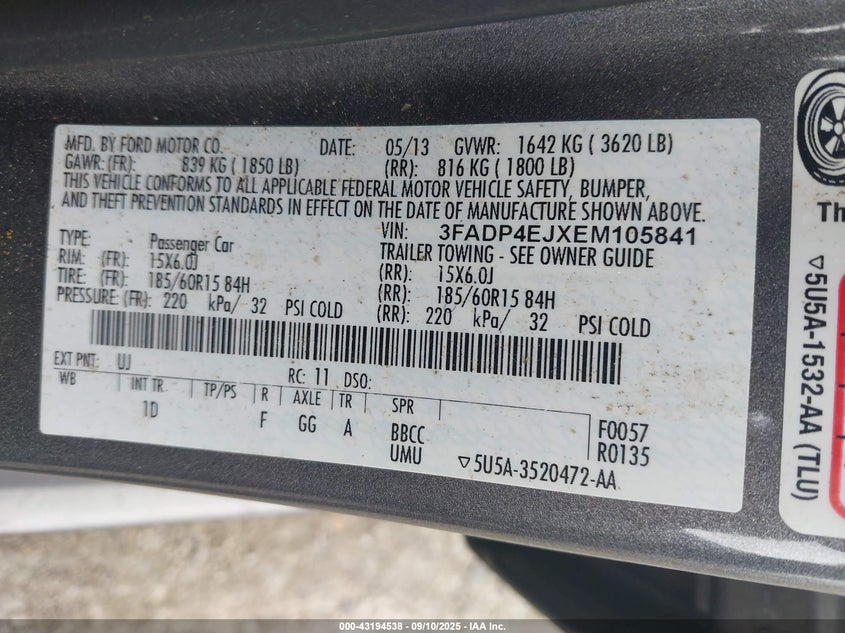 MFD. BY FORD MOTOR CO. DATE: 05/13 GVWR: 1642 KG ( 3620 LB)
GAWR: (FR): 839 KG ( 1850 LB) (RR): 816 KG ( 1800 LB)
THIS VEHICLE CONFORMS TO ALL APPLICABLE FEDERAL MOTOR VEHICLE SAFETY, BUMPER,
AND THEFT PREVENTION STANDARDS IN EFFECT ON THE DATE OF MANUFACTURE SHOWN ABOVE.
VIN: 3FADP4EJXEM105841
TYPE: Passenger Car TRAILER TOWING - SEE OWNER GUIDE
RIM: (FR): 15X6.0J (RR): 15X6.0J
TIRE: (FR): 185/60R15 84H (RR): 185/60R15 84H
PRESSURE: (FR): 220 kPa/ 32 PSI COLD (RR): 220 kPa/ 32 PSI COLD
EXT PNT: UJ RC: 11 DSO:
WB INT TR TP/PS R AXLE TR SPR
1D F GG A BBCC F0057
UMU R0135
▽5U5A-3520472-AA
Th
▽5U5A-1532-AA (TLU)
000-43194538 - 09/10/2025 - IAA Inc.